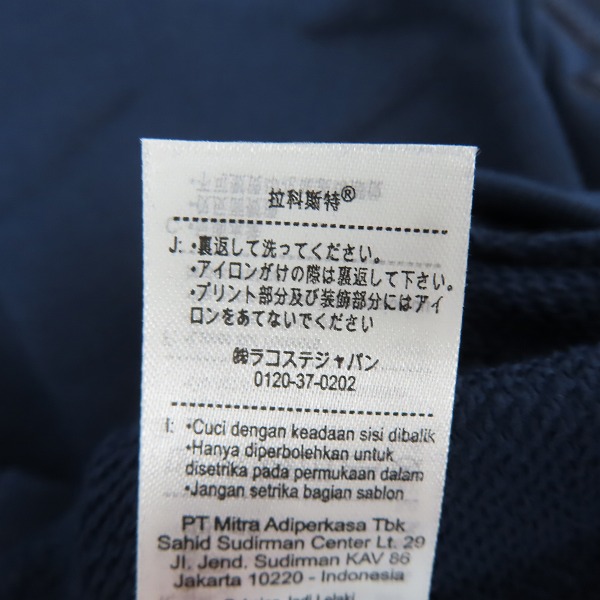 拉科斯特®
J: •裏返して洗ってください。
•アイロンがけの際は裏返して下さい。
•プリント部分及び装飾部分にはアイ
ロンをあてないでください
㈱ラコステジャパン
0120-37-0202
I: •Cuci dengan keadaan sisi dibalik
•Hanya diperbolehkan untuk
disetrika pada permukaan dalam
•Jangan setrika bagian sablon
PT Mitra Adiperkasa Tbk
Sahid Sudirman Center Lt. 29
Jl. Jend. Sudirman KAV 86
Jakarta 10220 - Indonesia